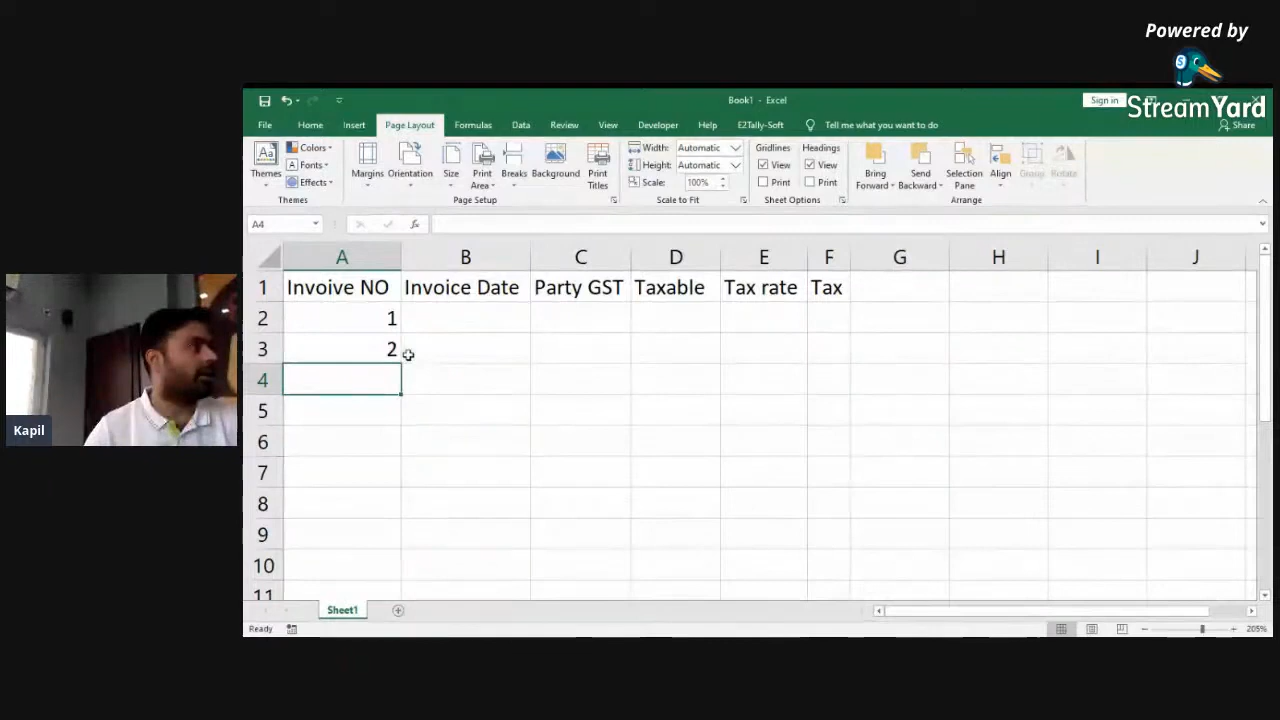 Powered by
StreamYard
Book1 - Excel
Sign in
File Home Insert Page Layout Formulas Data Review View Developer Help EZTally-Soft Tell me what you want to do Share
Themes
Colors
Fonts
Effects
Themes
Margins
Orientation
Size
Print Area
Breaks
Background
Print Titles
Page Setup
Width: Automatic
Height: Automatic
Scale: 100%
Scale to Fit
Gridlines
View
Print
Headings
View
Print
Sheet Options
Bring Forward
Send Backward
Selection Pane
Align
Group
Rotate
Arrange
A4
fx
A B C D E F G H I J
1 Invoive NO Invoice Date Party GST Taxable Tax rate Tax
2 1
3 2
4
5
6
7
8
9
10
11
Kapil
Sheet1
Ready
205%